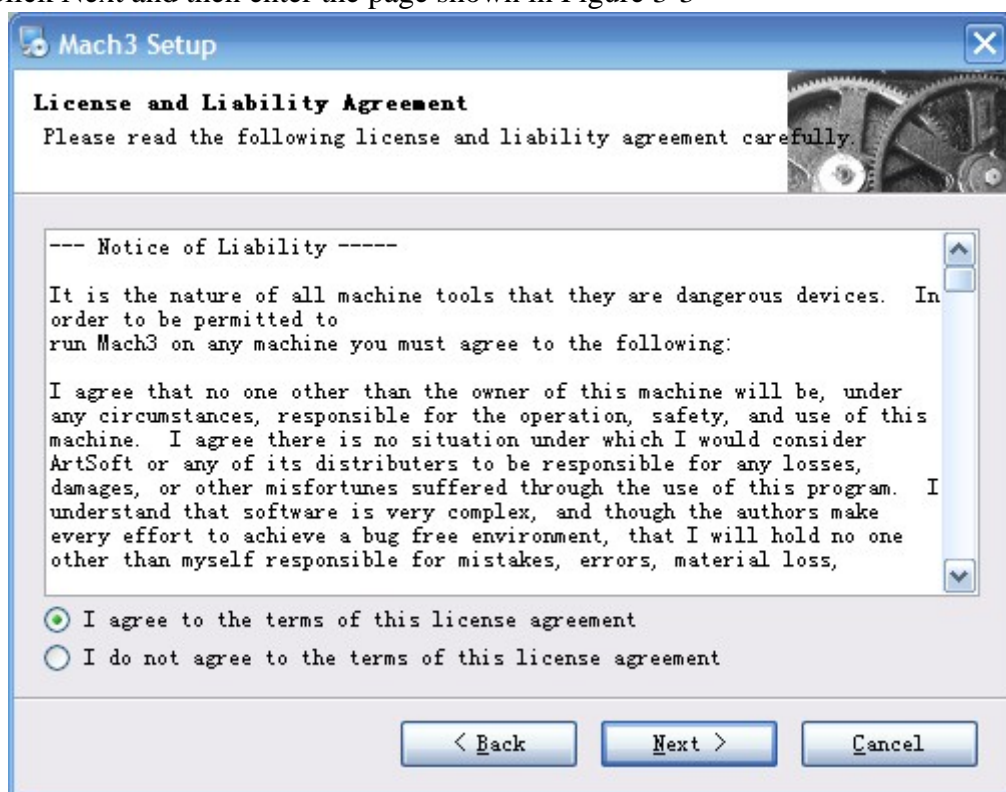 click Next and then enter the page shown in Figure 3-3
Mach3 Setup
License and Liability Agreement
Please read the following license and liability agreement carefully.
--- Notice of Liability -----
It is the nature of all machine tools that they are dangerous devices. In
order to be permitted to
run Mach3 on any machine you must agree to the following:
I agree that no one other than the owner of this machine will be, under
any circumstances, responsible for the operation, safety, and use of this
machine. I agree there is no situation under which I would consider
ArtSoft or any of its distributers to be responsible for any losses,
damages, or other misfortunes suffered through the use of this program. I
understand that software is very complex, and though the authors make
every effort to achieve a bug free environment, that I will hold no one
other than myself responsible for mistakes, errors, material loss,
I agree to the terms of this license agreement
I do not agree to the terms of this license agreement
< Back Next > Cancel